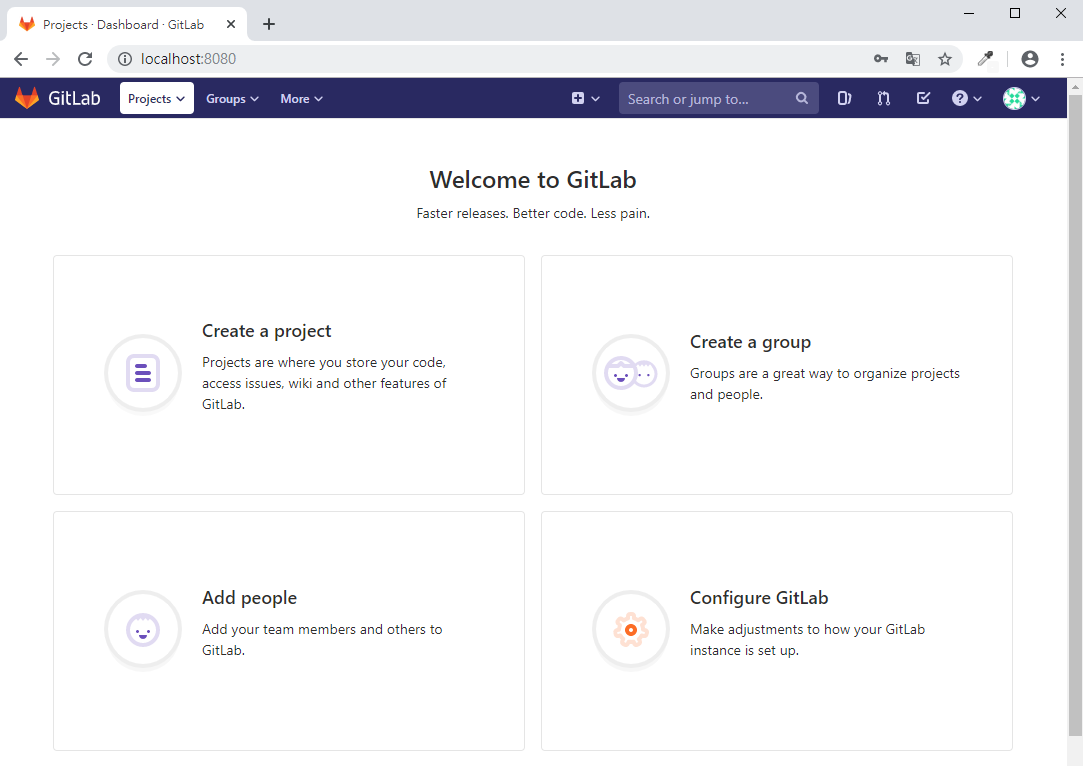 Projects · Dashboard · GitLab
localhost:8080
GitLab Projects Groups More Search or jump to...
Welcome to GitLab
Faster releases. Better code. Less pain.
Create a project
Projects are where you store your code,
access issues, wiki and other features of
GitLab.
Create a group
Groups are a great way to organize projects
and people.
Add people
Add your team members and others to
GitLab.
Configure GitLab
Make adjustments to how your GitLab
instance is set up.